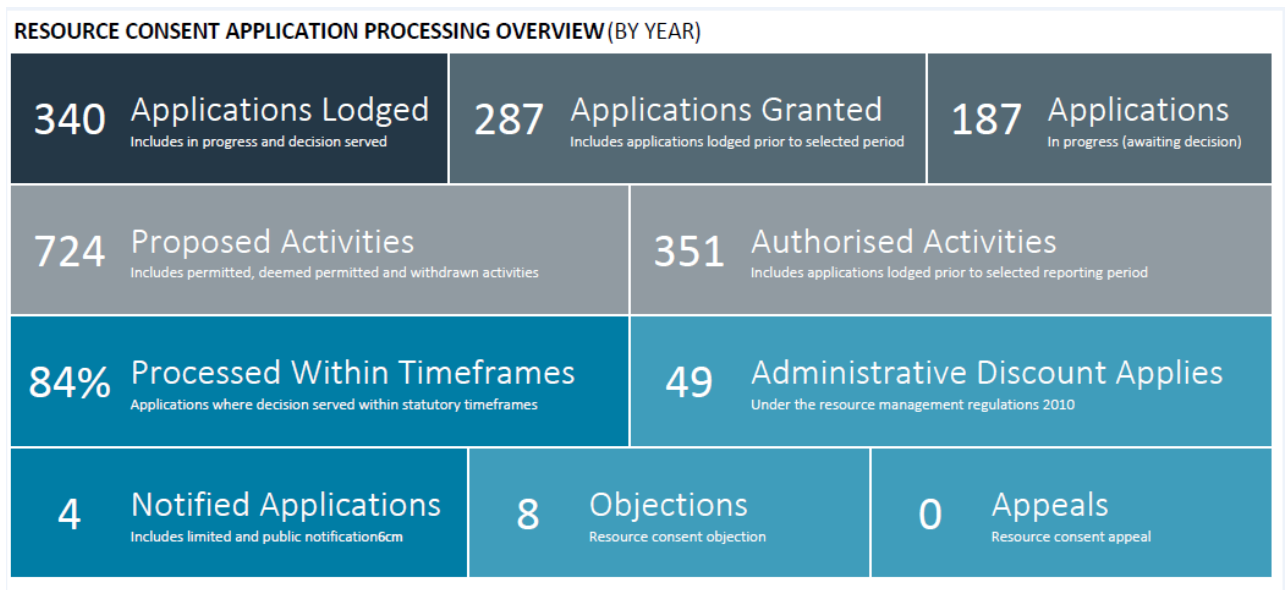 RESOURCE CONSENT APPLICATION PROCESSING OVERVIEW (BY YEAR)
340 Applications Lodged
Includes in progress and decision served
287 Applications Granted
Includes applications lodged prior to selected period
187 Applications
In progress (awaiting decision)
724 Proposed Activities
Includes permitted, deemed permitted and withdrawn activities
351 Authorised Activities
Includes applications lodged prior to selected reporting period
84% Processed Within Timeframes
Applications where decision served within statutory timeframes
49 Administrative Discount Applies
Under the resource management regulations 2010
4 Notified Applications
Includes limited and public notification6cm
8 Objections
Resource consent objection
0 Appeals
Resource consent appeal